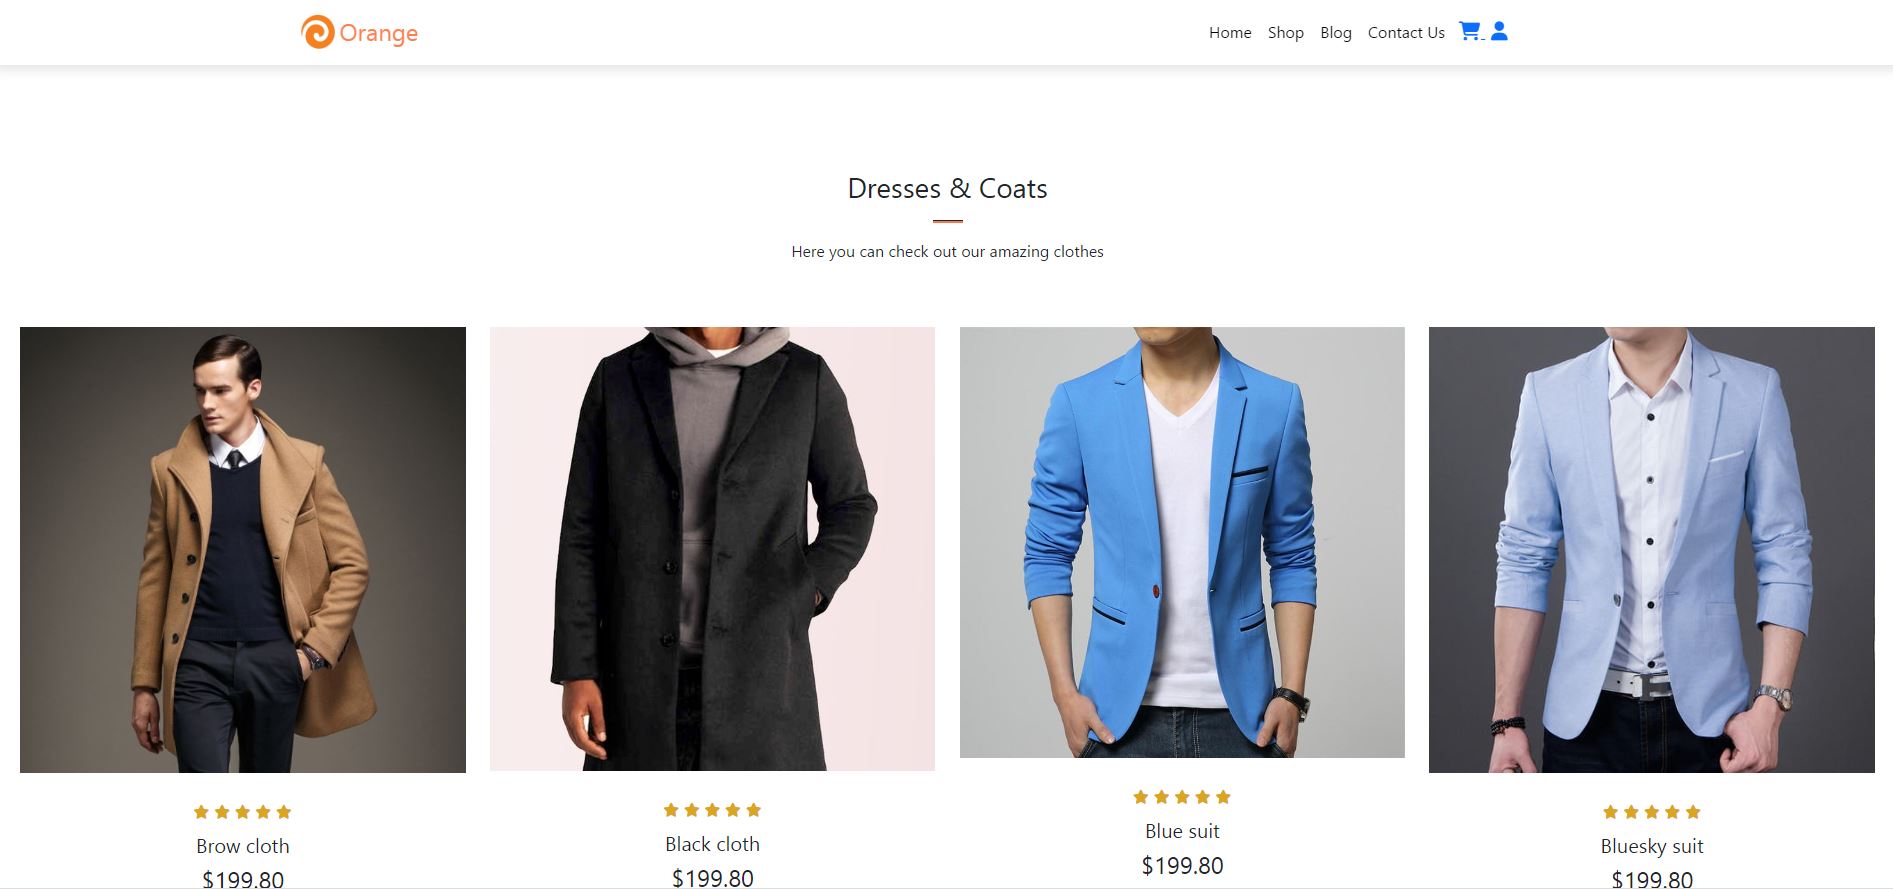 Orange
Home Shop Blog Contact Us
Dresses & Coats
Here you can check out our amazing clothes
Brow cloth
$199.80
Black cloth
$199.80
Blue suit
$199.80
Bluesky suit
$199.80